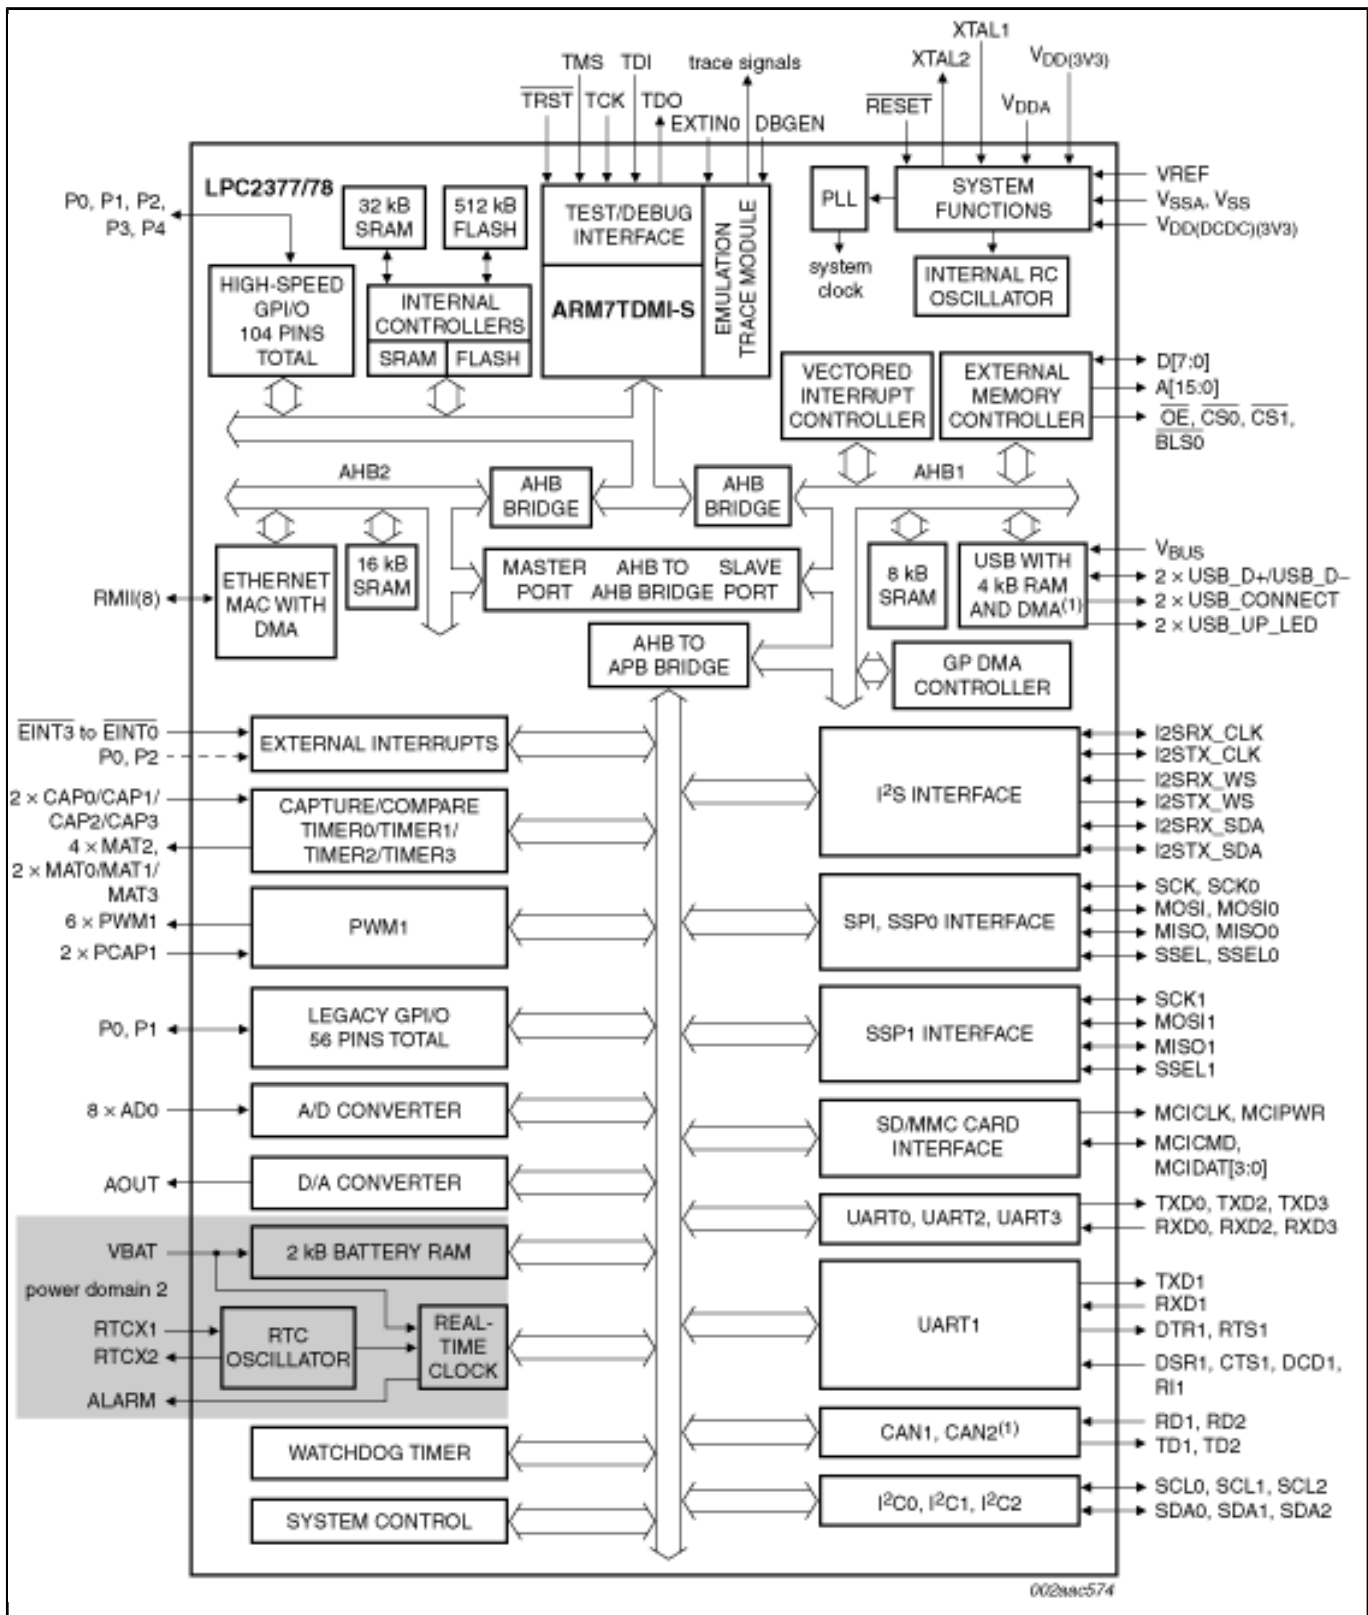 XTAL1
XTAL2
VDD(3V3)
TMS TDI
trace signals
TRST TCK TDO
RESET
VDDA
EXTIN0 DBGEN
LPC2377/78
P0, P1, P2,
P3, P4
32 kB
SRAM
512 kB
FLASH
TEST/DEBUG
INTERFACE
EMULATION
TRACE MODULE
PLL
SYSTEM
FUNCTIONS
VREF
VSSA, VSS
VDD(DCDC)(3V3)
system
clock
HIGH-SPEED
GPI/O
104 PINS
TOTAL
INTERNAL
CONTROLLERS
SRAM FLASH
ARM7TDMI-S
INTERNAL RC
OSCILLATOR
VECTORED
INTERRUPT
CONTROLLER
EXTERNAL
MEMORY
CONTROLLER
D[7:0]
A[15:0]
OE, CS0, CS1,
BLS0
AHB2
AHB
BRIDGE
AHB
BRIDGE
AHB1
ETHERNET
MAC WITH
DMA
16 kB
SRAM
MASTER
PORT
AHB TO
AHB BRIDGE
SLAVE
PORT
8 kB
SRAM
USB WITH
4 kB RAM
AND DMA(1)
VBUS
2 × USB_D+/USB_D−
2 × USB_CONNECT
2 × USB_UP_LED
RMII(8)
AHB TO
APB BRIDGE
GP DMA
CONTROLLER
EINT3 to EINT0
P0, P2
EXTERNAL INTERRUPTS
I2S INTERFACE
I2SRX_CLK
I2STX_CLK
I2SRX_WS
I2STX_WS
I2SRX_SDA
I2STX_SDA
2 × CAP0/CAP1/
CAP2/CAP3
4 × MAT2,
2 × MAT0/MAT1/
MAT3
CAPTURE/COMPARE
TIMER0/TIMER1/
TIMER2/TIMER3
6 × PWM1
2 × PCAP1
PWM1
SPI, SSP0 INTERFACE
SCK, SCK0
MOSI, MOSI0
MISO, MISO0
SSEL, SSEL0
P0, P1
LEGACY GPI/O
56 PINS TOTAL
SSP1 INTERFACE
SCK1
MOSI1
MISO1
SSEL1
8 × AD0
A/D CONVERTER
SD/MMC CARD
INTERFACE
MCICLK, MCIPWR
MCICMD,
MCIDAT[3:0]
AOUT
D/A CONVERTER
UART0, UART2, UART3
TXD0, TXD2, TXD3
RXD0, RXD2, RXD3
VBAT
2 kB BATTERY RAM
power domain 2
RTCX1
RTCX2
RTC
OSCILLATOR
REAL-
TIME
CLOCK
ALARM
UART1
TXD1
RXD1
DTR1, RTS1
DSR1, CTS1, DCD1,
RI1
WATCHDOG TIMER
CAN1, CAN2(1)
RD1, RD2
TD1, TD2
SYSTEM CONTROL
I2C0, I2C1, I2C2
SCL0, SCL1, SCL2
SDA0, SDA1, SDA2
002aac574